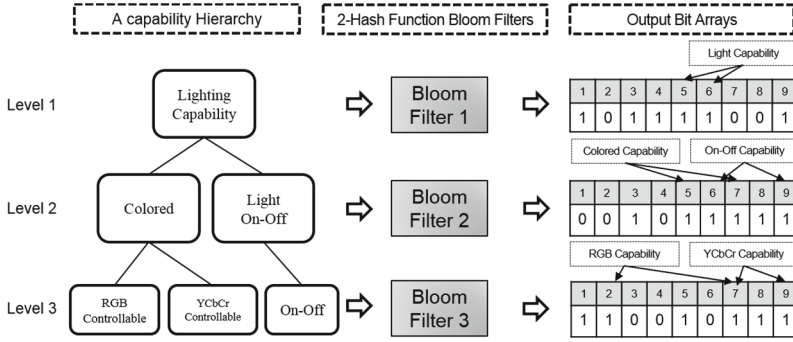 A capability Hierarchy
2-Hash Function Bloom Filters
Output Bit Arrays
Level 1
Lighting
Capability
Bloom
Filter 1
Light Capability
1 2 3 4 5 6 7 8 9
1 0 1 1 1 1 0 0 1
Level 2
Colored
Light
On-Off
Bloom
Filter 2
Colored Capability
On-Off Capability
1 2 3 4 5 6 7 8 9
0 0 1 0 1 1 1 1 1
Level 3
RGB
Controllable
YCbCr
Controllable
On-Off
Bloom
Filter 3
RGB Capability
YCbCr Capability
1 2 3 4 5 6 7 8 9
1 1 0 0 1 0 1 1 1